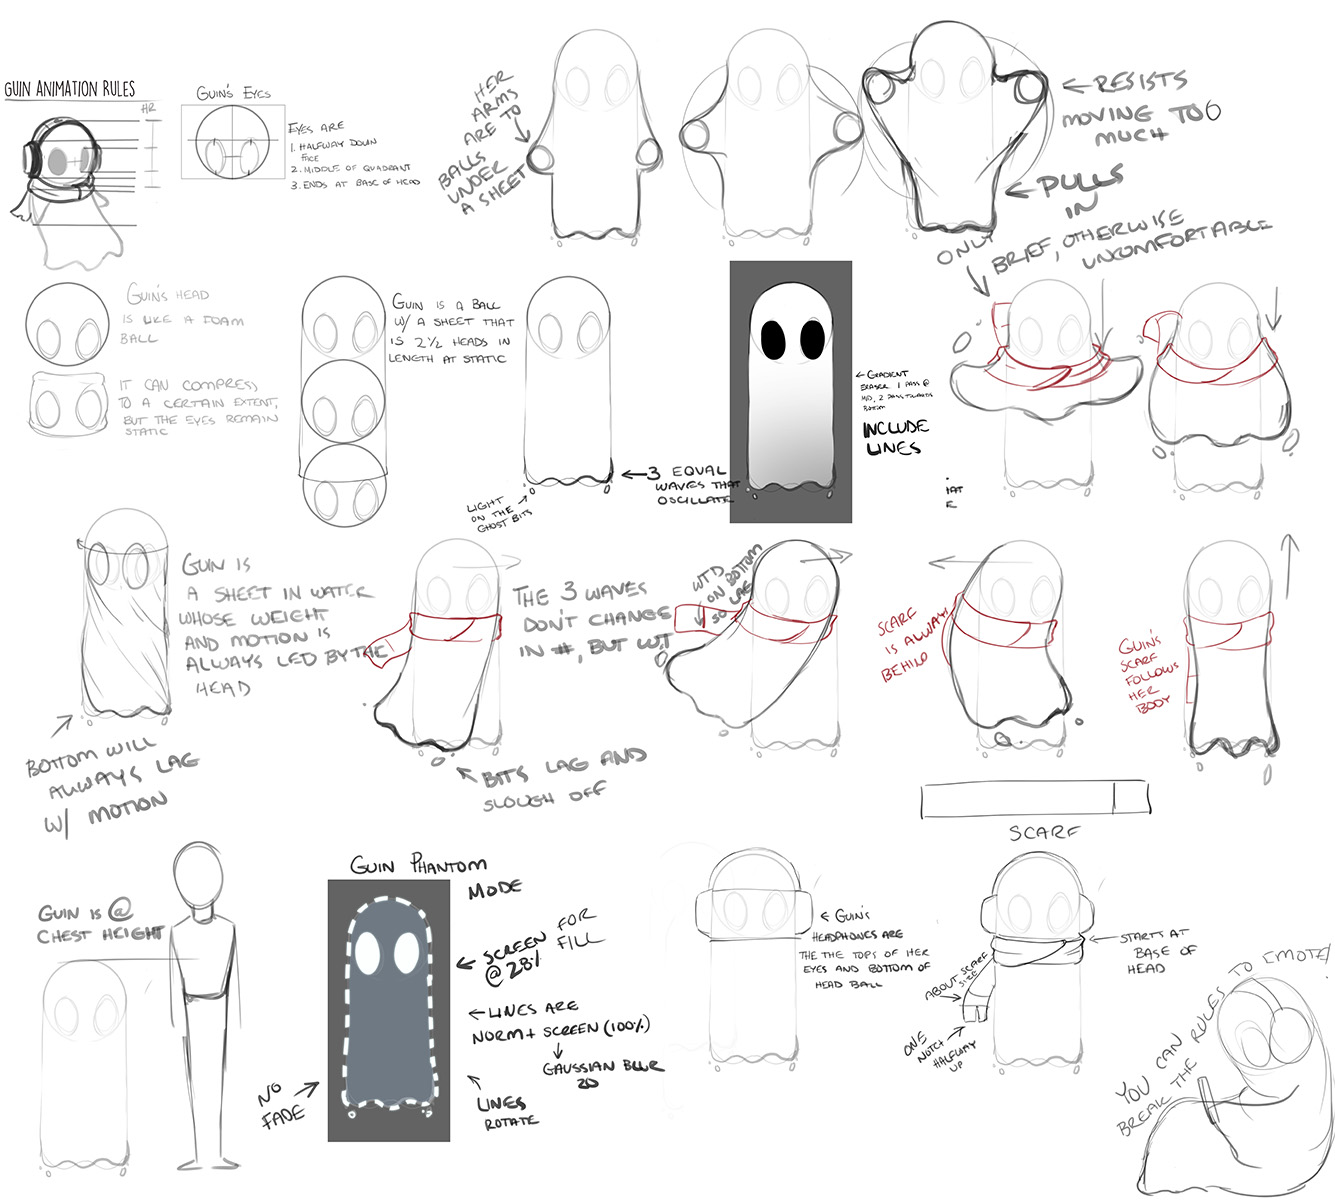 GUIN ANIMATION RULES
HR
GUIN'S EYES
EYES ARE
1. HALFWAY DOWN
FACE
2. MIDDLE OF QUADRANT
3. ENDS AT BASE OF HEAD
HER
ARMS
ARE TO
BALLS
UNDER
A SHEET
RESISTS
MOVING TOO
MUCH
PULLS
IN
ONLY
BRIEF, OTHERWISE
UNCOMFORTABLE
GUIN'S HEAD
IS LIKE A FOAM
BALL
IT CAN COMPRESS
TO A CERTAIN EXTENT,
BUT THE EYES REMAIN
STATIC
GUIN IS A BALL
W/ A SHEET THAT
IS 2 1/2 HEADS IN
LENGTH AT STATIC
LIGHT
ON THE
GHOST BITS
3 EQUAL
WAVES THAT
OSCILLATE
GRADIENT
ERASER 1 PASS @
MID, 2 PASS TOWARDS
BOTTOM
INCLUDE
LINES
GUIN IS
A SHEET IN WATER
WHOSE WEIGHT
AND MOTION IS
ALWAYS LED BY THE
HEAD
BOTTOM WILL
ALWAYS LAG
W/ MOTION
THE 3 WAVES
DON'T CHANGE
IN #, BUT WT
BITS LAG AND
SLOUGH OFF
WTD
ON BOTTOM
SO LAG
SCARF
IS ALWAYS
BEHIND
GUIN'S
SCARF
FOLLOWS
HER
BODY
SCARF
GUIN IS @
CHEST HEIGHT
GUIN PHANTOM
MODE
SCREEN FOR
FILL
@ 28%
LINES ARE
NORM + SCREEN (100%)
GAUSSIAN BLUR
20
LINES
ROTATE
NO
FADE
GUIN'S
HEADPHONES ARE
THE THE TOPS OF HER
EYES AND BOTTOM OF
HEAD BALL
STARTS AT
BASE OF
HEAD
ABOUT SCARF
SIZE
ONE
NOTCH
HALFWAY
UP
YOU CAN RULES TO EMOTE!
BREAK THE